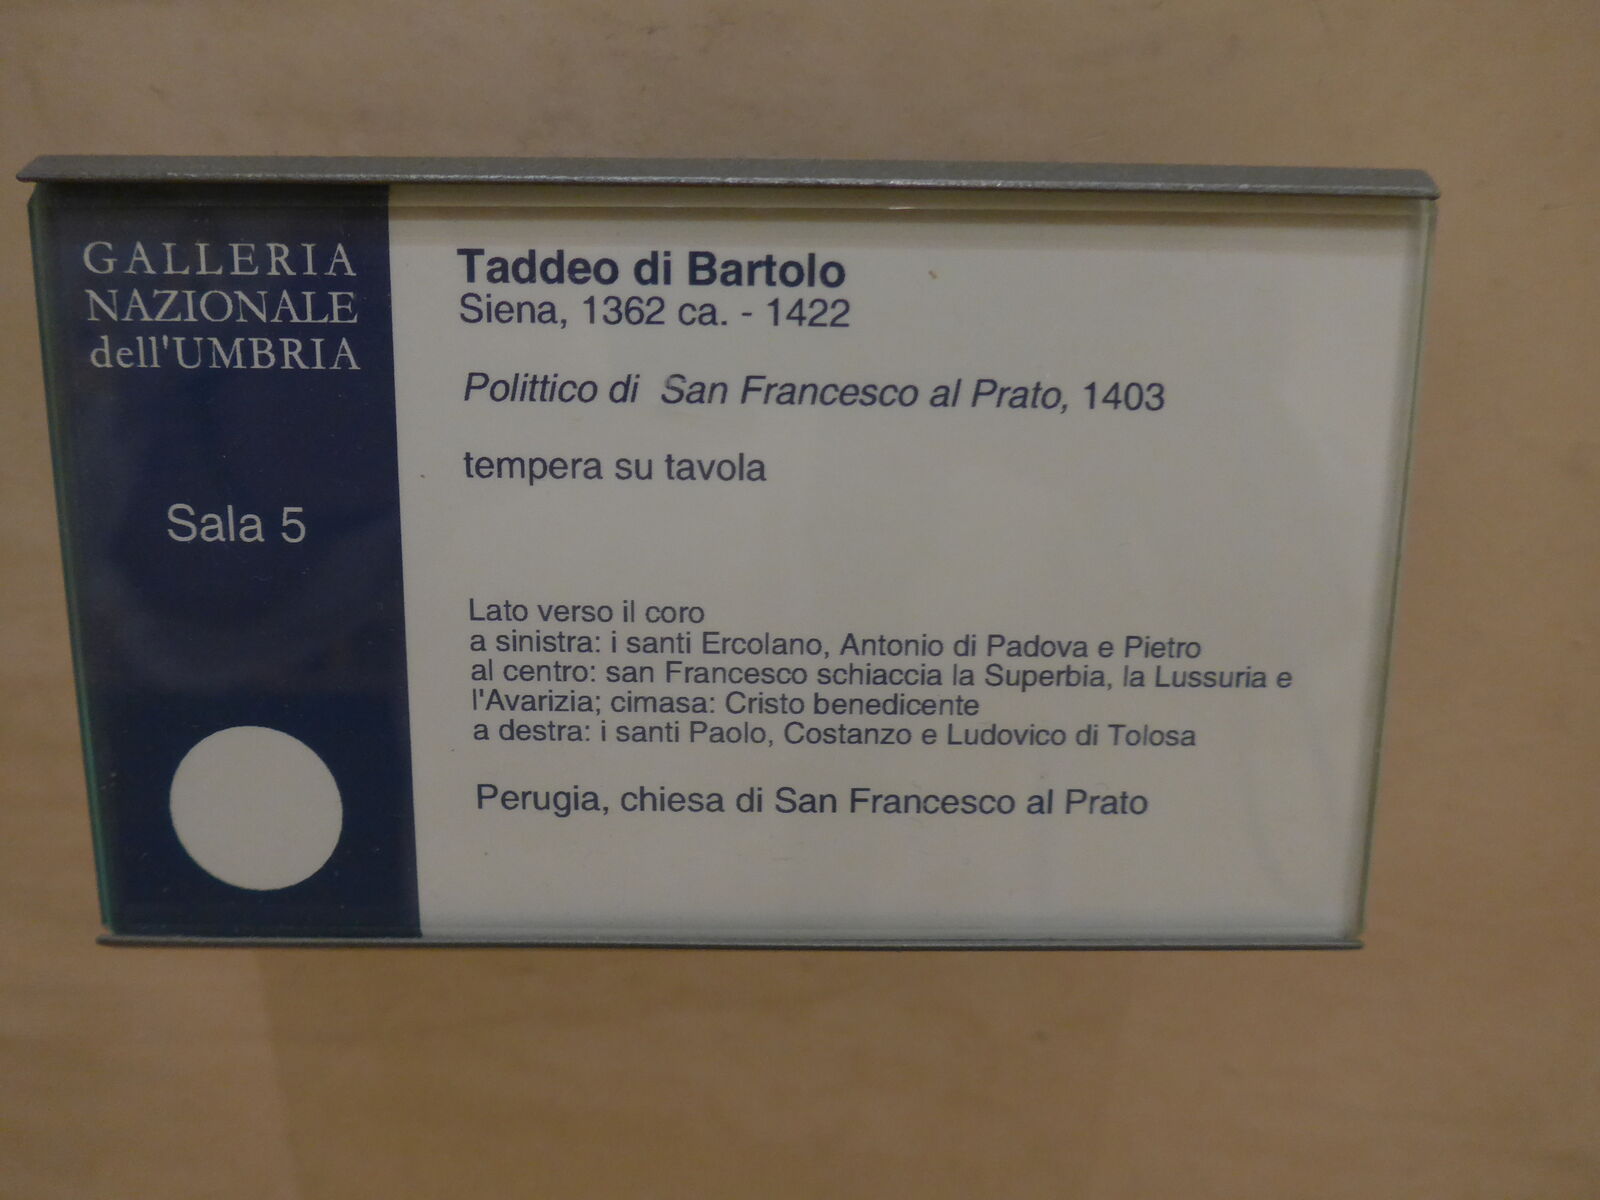 GALLERIA
NAZIONALE
dell'UMBRIA
Sala 5
Taddeo di Bartolo
Siena, 1362 ca. - 1422
Polittico di San Francesco al Prato, 1403
tempera su tavola
Lato verso il coro
a sinistra: i santi Ercolano, Antonio di Padova e Pietro
al centro: san Francesco schiaccia la Superbia, la Lussuria e
l'Avarizia; cimasa: Cristo benedicente
a destra: i santi Paolo, Costanzo e Ludovico di Tolosa
Perugia, chiesa di San Francesco al Prato